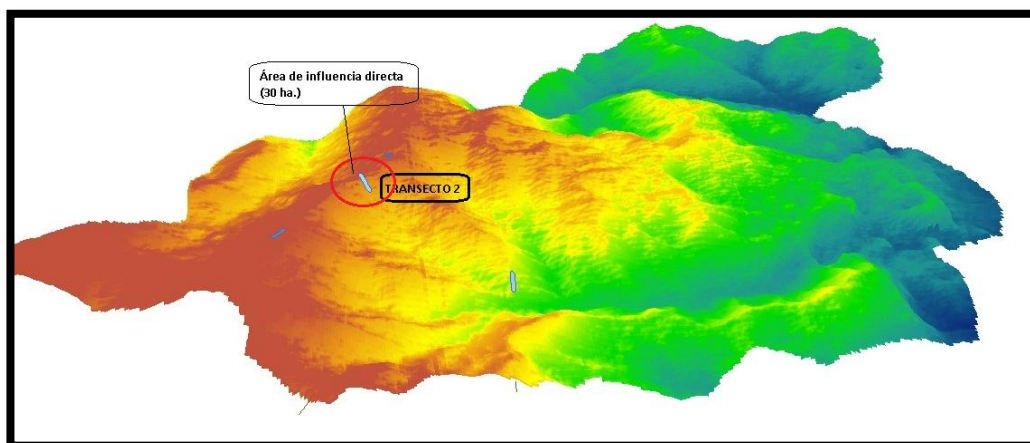 Área de influencia directa
(30 ha.)
TRANSECTO 2